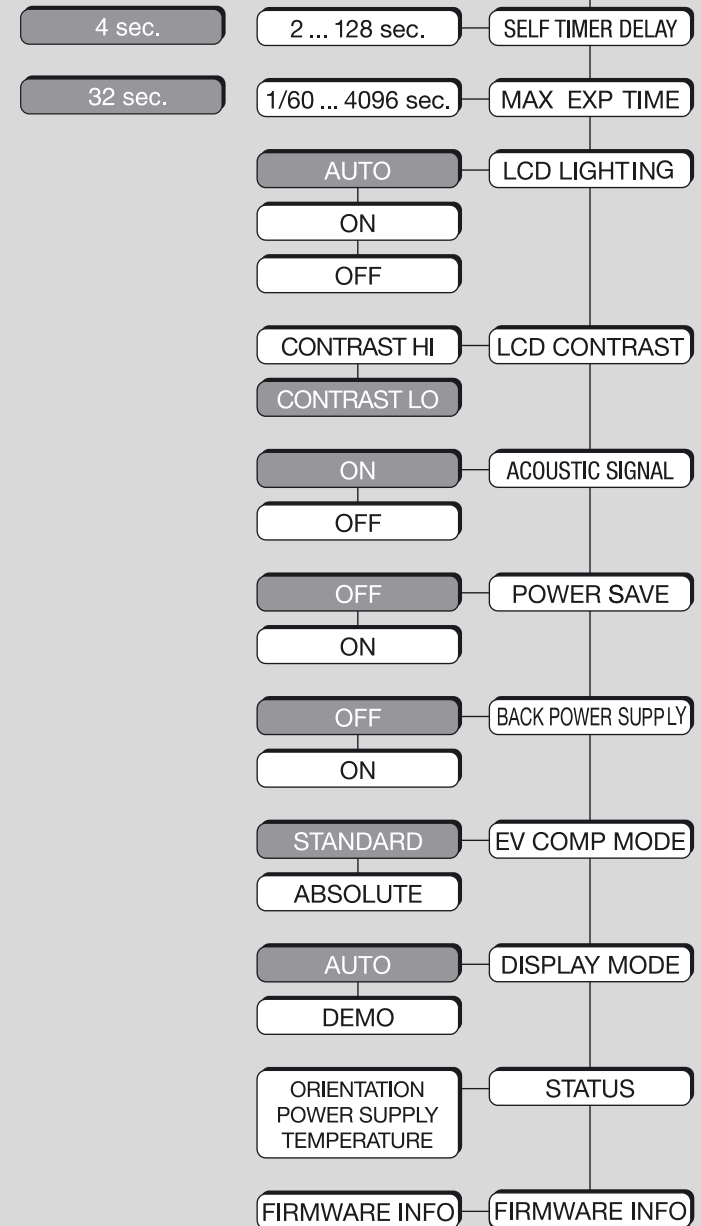 4 sec. 2 ... 128 sec. SELF TIMER DELAY
32 sec. 1/60 ... 4096 sec. MAX EXP TIME
AUTO LCD LIGHTING
ON
OFF
CONTRAST HI LCD CONTRAST
CONTRAST LO
ON ACOUSTIC SIGNAL
OFF
OFF POWER SAVE
ON
OFF BACK POWER SUPPLY
ON
STANDARD EV COMP MODE
ABSOLUTE
AUTO DISPLAY MODE
DEMO
ORIENTATION STATUS
POWER SUPPLY
TEMPERATURE
FIRMWARE INFO FIRMWARE INFO